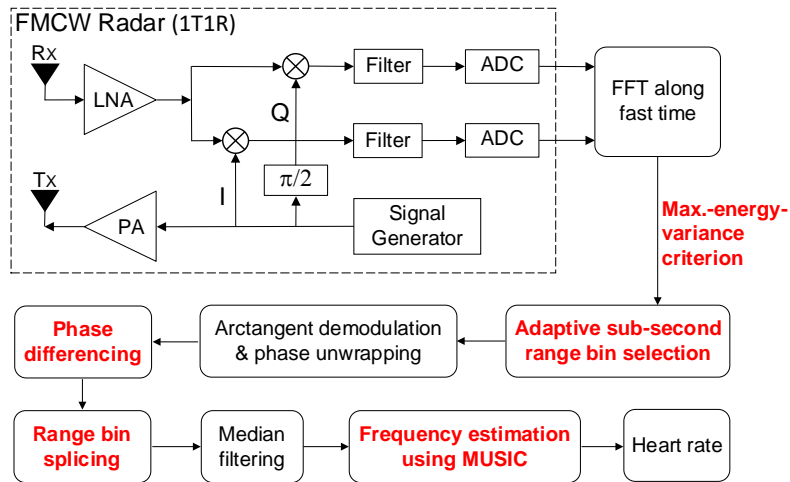 FMCW Radar (1T1R)
Rx
LNA
Filter
ADC
FFT along
fast time
Q
Filter
ADC
Tx
I
π/2
PA
Signal
Generator
Max.-energy-
variance
criterion
Phase
differencing
Arctangent demodulation
& phase unwrapping
Adaptive sub-second
range bin selection
Range bin
splicing
Median
filtering
Frequency estimation
using MUSIC
Heart rate